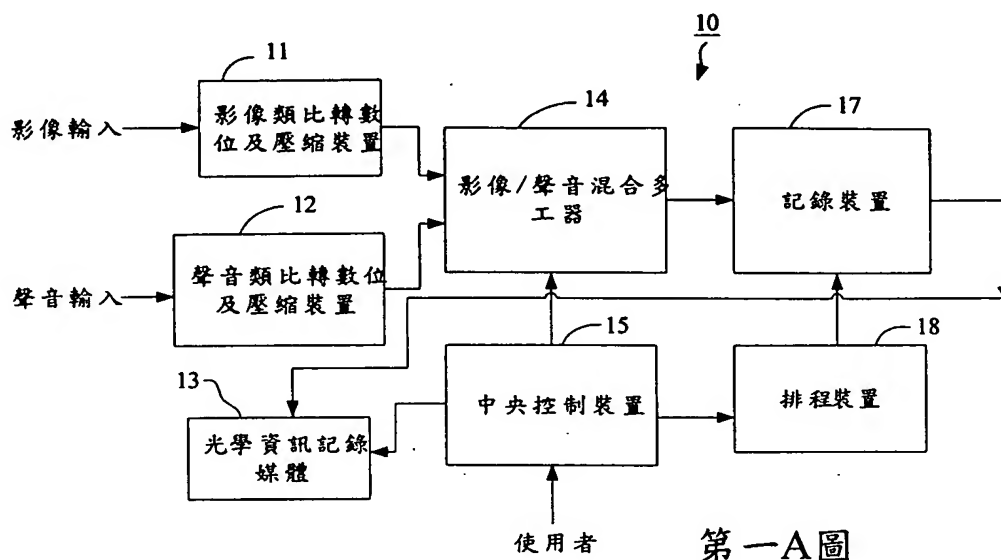 10
11
影像輸入
影像類比轉數
位及壓縮裝置
14
影像/聲音混合多
工器
17
記錄裝置
12
聲音輸入
聲音類比轉數位
及壓縮裝置
13
光學資訊記錄
媒體
15
中央控制裝置
18
排程裝置
使用者
第一A圖